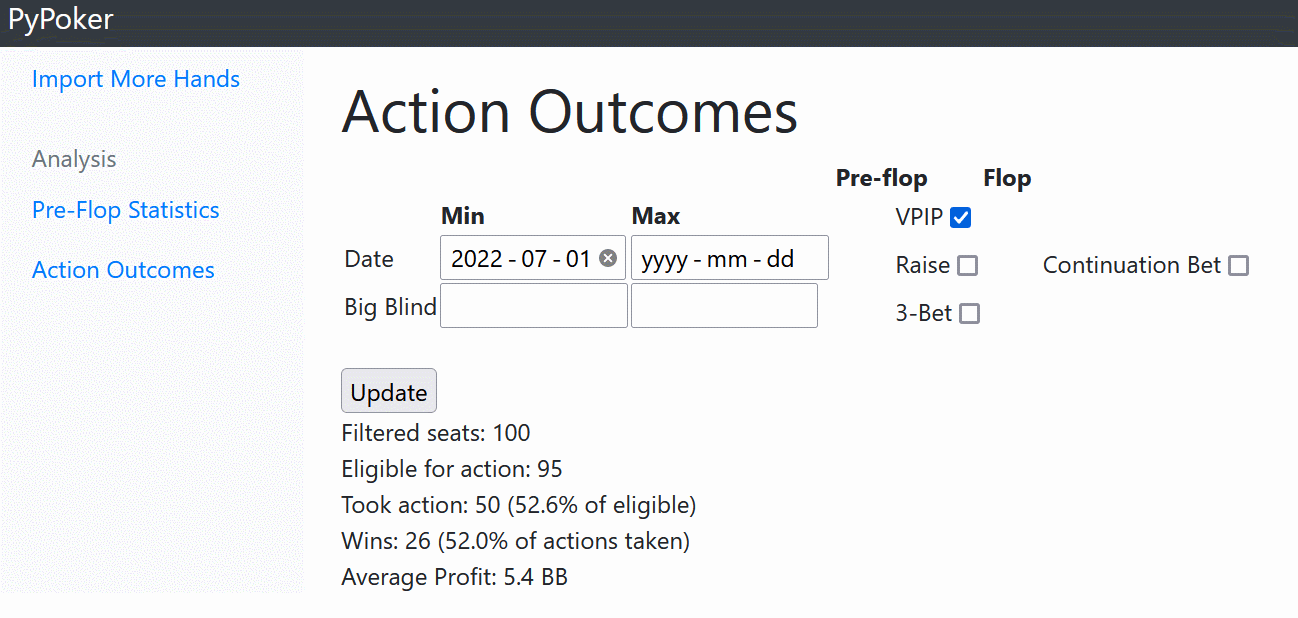 PyPoker
Import More Hands
Analysis
Pre-Flop Statistics
Action Outcomes
Action Outcomes
Pre-flop Flop
Min Max VPIP
Date 2022 - 07 - 01 yyyy - mm - dd Raise Continuation Bet
Big Blind 3-Bet
Update
Filtered seats: 100
Eligible for action: 95
Took action: 50 (52.6% of eligible)
Wins: 26 (52.0% of actions taken)
Average Profit: 5.4 BB